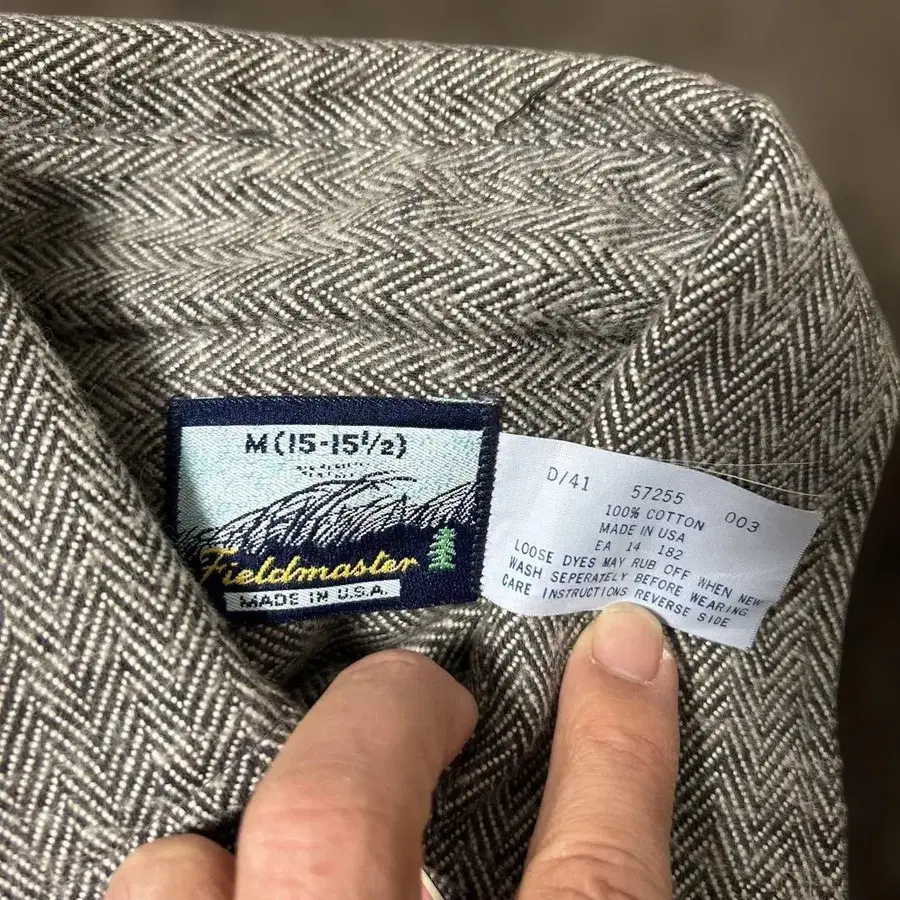 M (15-15½)
Fieldmaster
MADE IN U.S.A.
D/41 57255 003
100% COTTON
MADE IN USA
EA 14 182
LOOSE DYES MAY RUB OFF WHEN NEW
WASH SEPERATELY BEFORE WEARING
CARE INSTRUCTIONS REVERSE SIDE